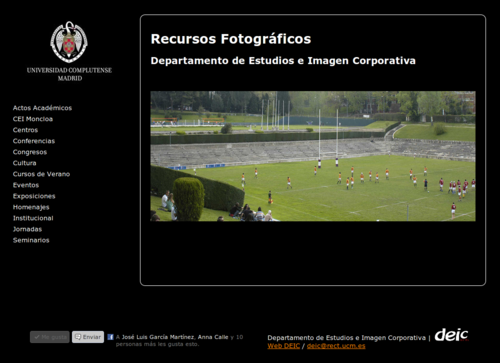 UNIVERSIDAD COMPLUTENSE
MADRID
Actos Académicos
CEI Moncloa
Centros
Conferencias
Congresos
Cultura
Cursos de Verano
Eventos
Exposiciones
Homenajes
Institucional
Jornadas
Seminarios
Recursos Fotográficos
Departamento de Estudios e Imagen Corporativa
Me gusta
Enviar
A José Luis García Martínez, Anna Calle y 10
personas más les gusta esto.
Departamento de Estudios e Imagen Corporativa |
deic
Web DEIC / deic@rect.ucm.es